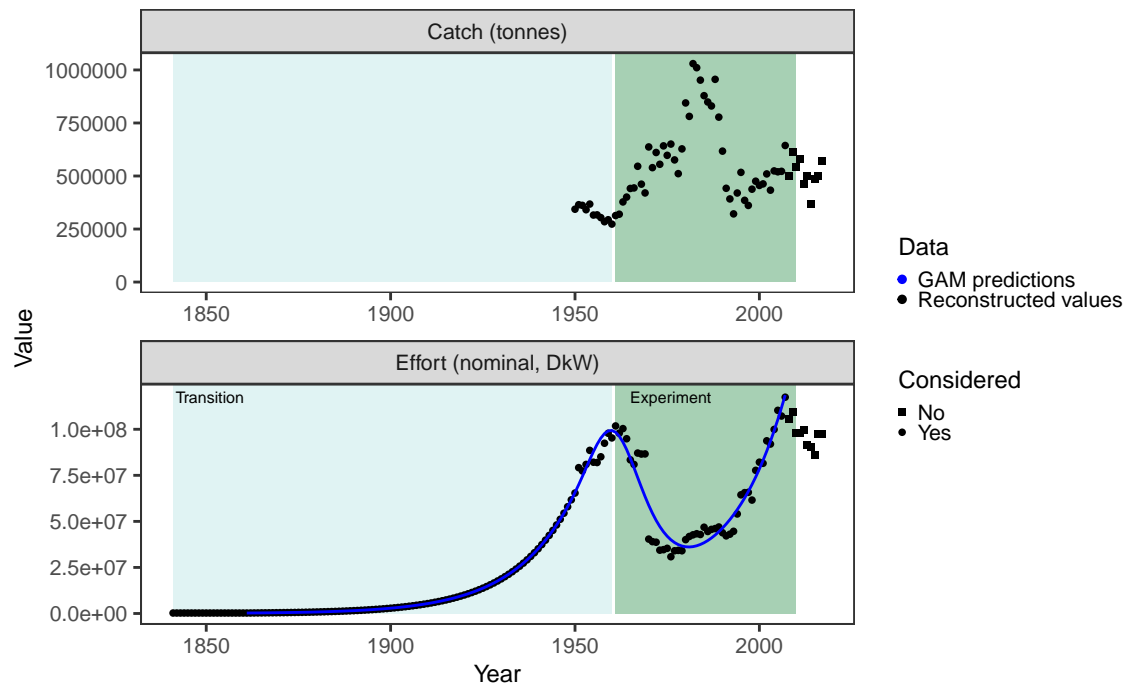 Catch (tonnes)
1000000
750000
500000
250000
0
1850 1900 1950 2000
Value
Effort (nominal, DkW)
Transition Experiment
1.0e+08
7.5e+07
5.0e+07
2.5e+07
0.0e+00
1850 1900 1950 2000
Year
Data
GAM predictions
Reconstructed values
Considered
No
Yes